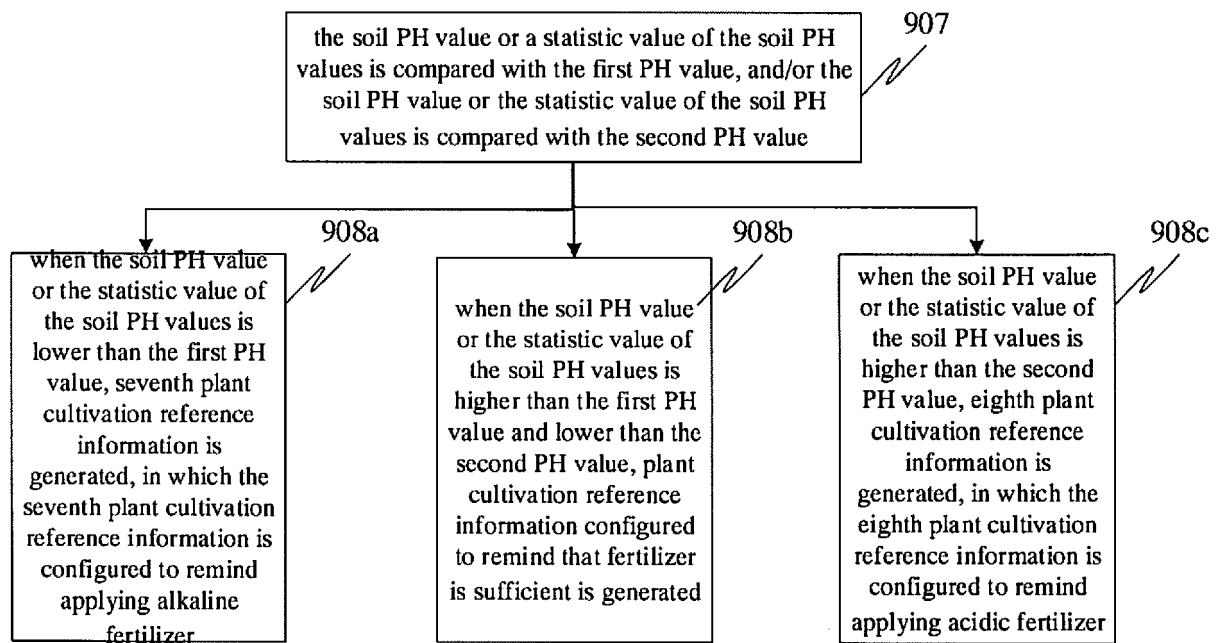 907
the soil PH value or a statistic value of the soil PH
values is compared with the first PH value, and/or the
soil PH value or the statistic value of the soil PH
values is compared with the second PH value
908a
when the soil PH value
or the statistic value of
the soil PH values is
lower than the first PH
value, seventh plant
cultivation reference
information is
generated, in which the
seventh plant cultivation
reference information is
configured to remind
applying alkaline
fertilizer
908b
when the soil PH value
or the statistic value of
the soil PH values is
higher than the first PH
value and lower than the
second PH value, plant
cultivation reference
information configured
to remind that fertilizer
is sufficient is generated
908c
when the soil PH value
or the statistic value of
the soil PH values is
higher than the second
PH value, eighth plant
cultivation reference
information is
generated, in which the
eighth plant cultivation
reference information is
configured to remind
applying acidic fertilizer